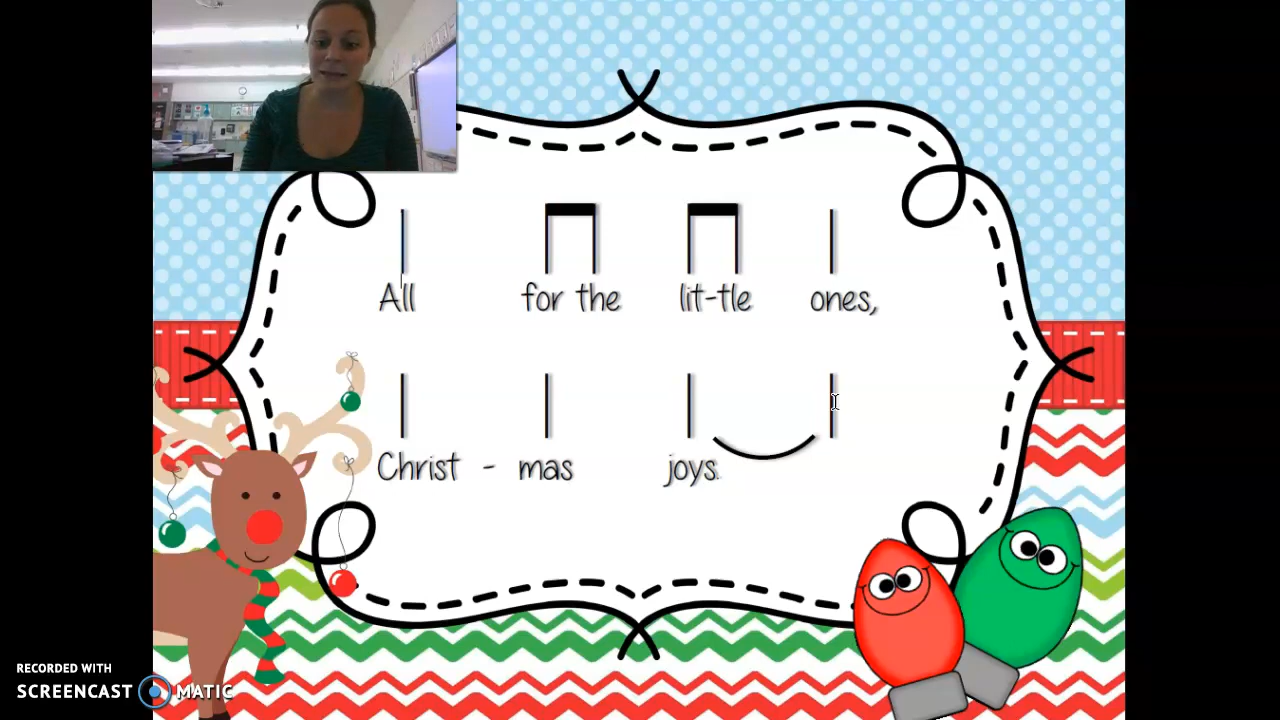 All for the lit-tle ones,
Christ - mas joys.
RECORDED WITH
SCREENCAST MATIC